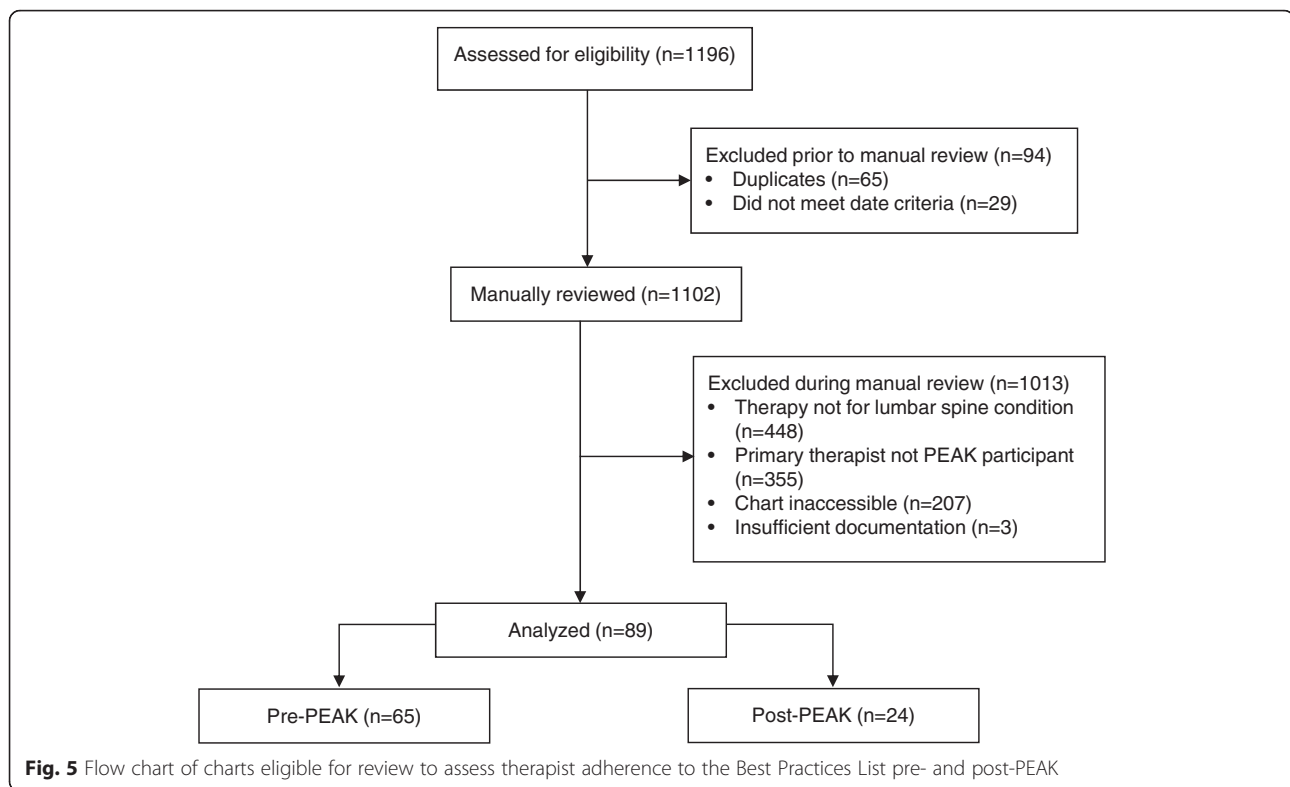 Assessed for eligibility (n=1196)
Excluded prior to manual review (n=94)
• Duplicates (n=65)
• Did not meet date criteria (n=29)
Manually reviewed (n=1102)
Excluded during manual review (n=1013)
• Therapy not for lumbar spine condition
(n=448)
• Primary therapist not PEAK participant
(n=355)
• Chart inaccessible (n=207)
• Insufficient documentation (n=3)
Analyzed (n=89)
Pre-PEAK (n=65)
Post-PEAK (n=24)
Fig. 5 Flow chart of charts eligible for review to assess therapist adherence to the Best Practices List pre- and post-PEAK